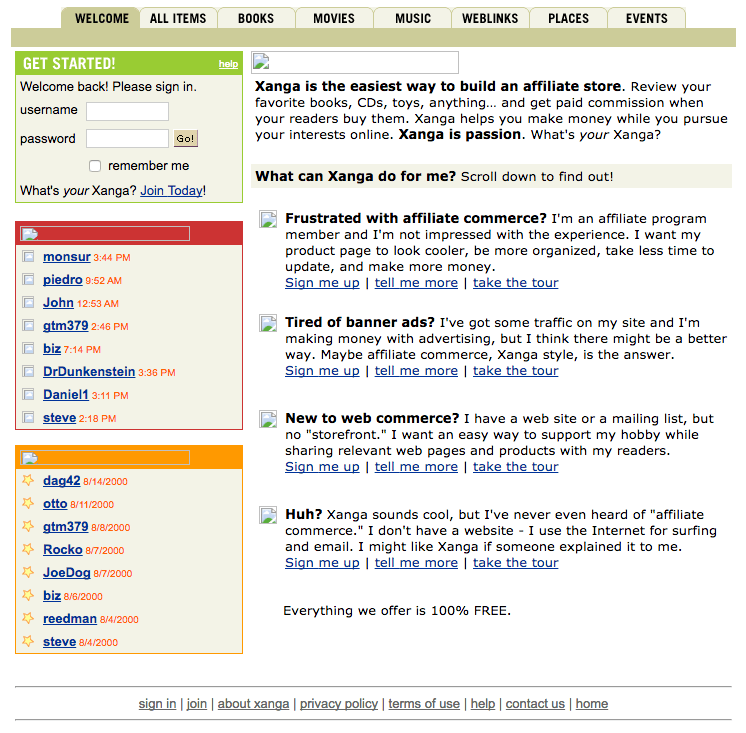 WELCOME ALL ITEMS BOOKS MOVIES MUSIC WEBLINKS PLACES EVENTS
GET STARTED! help
Welcome back! Please sign in.
username
password Go!
remember me
What's your Xanga? Join Today!
monsur 3:44 PM
piedro 9:52 AM
John 12:53 AM
gtm379 2:46 PM
biz 7:14 PM
DrDunkenstein 3:36 PM
Daniel1 3:11 PM
steve 2:18 PM
dag42 8/14/2000
otto 8/11/2000
gtm379 8/8/2000
Rocko 8/7/2000
JoeDog 8/7/2000
biz 8/6/2000
reedman 8/4/2000
steve 8/4/2000
Xanga is the easiest way to build an affiliate store. Review your
favorite books, CDs, toys, anything... and get paid commission when
your readers buy them. Xanga helps you make money while you pursue
your interests online. Xanga is passion. What's your Xanga?
What can Xanga do for me? Scroll down to find out!
Frustrated with affiliate commerce? I'm an affiliate program
member and I'm not impressed with the experience. I want my
product page to look cooler, be more organized, take less time to
update, and make more money.
Sign me up | tell me more | take the tour
Tired of banner ads? I've got some traffic on my site and I'm
making money with advertising, but I think there might be a better
way. Maybe affiliate commerce, Xanga style, is the answer.
Sign me up | tell me more | take the tour
New to web commerce? I have a web site or a mailing list, but
no "storefront." I want an easy way to support my hobby while
sharing relevant web pages and products with my readers.
Sign me up | tell me more | take the tour
Huh? Xanga sounds cool, but I've never even heard of "affiliate
commerce." I don't have a website - I use the Internet for surfing
and email. I might like Xanga if someone explained it to me.
Sign me up | tell me more | take the tour
Everything we offer is 100% FREE.
sign in | join | about xanga | privacy policy | terms of use | help | contact us | home